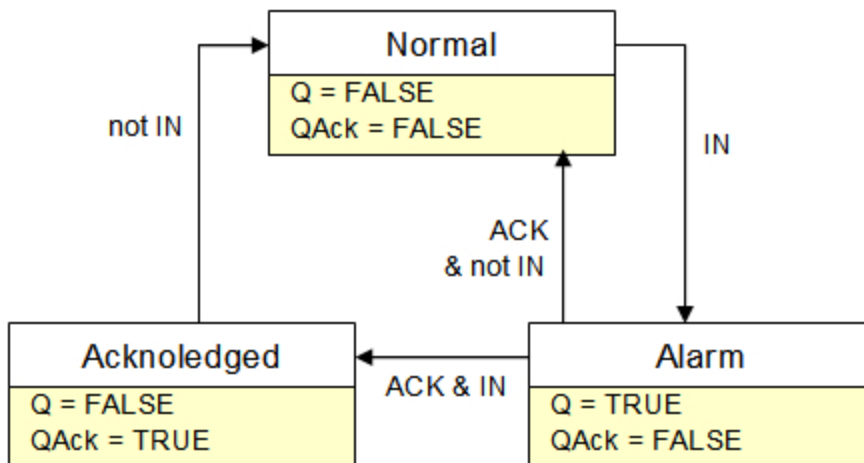 Normal
Q = FALSE
QAck = FALSE
not IN
IN
ACK
& not IN
Acknoledged
Q = FALSE
QAck = TRUE
ACK & IN
Alarm
Q = TRUE
QAck = FALSE